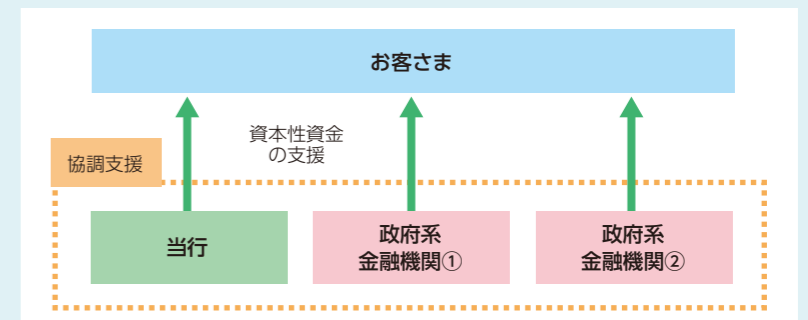 お客さま
資本性資金
の支援
協調支援
当行
政府系
金融機関①
政府系
金融機関②